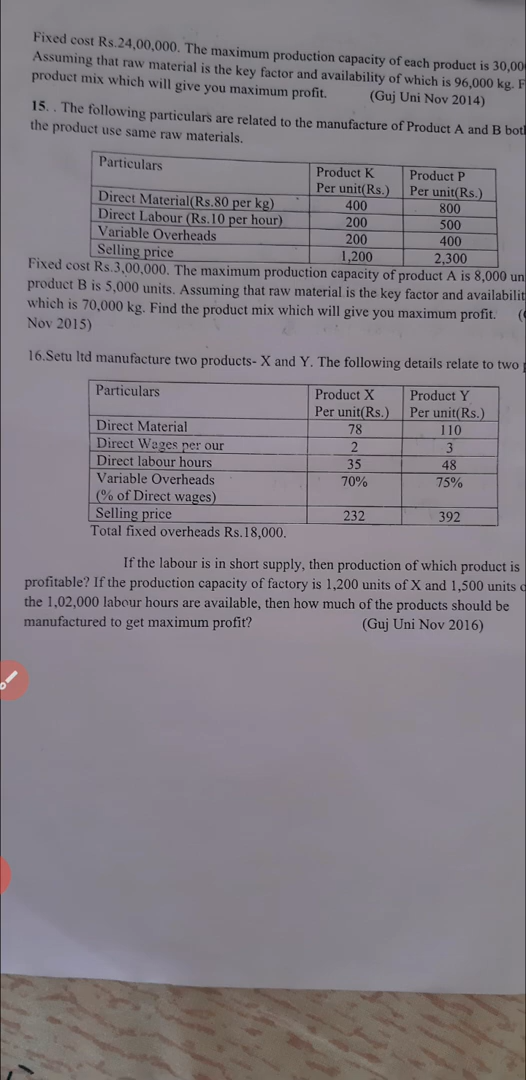 Fixed cost Rs.24,00,000. The maximum production capacity of each product is 30,00
Assuming that raw material is the key factor and availability of which is 96,000 kg. F
product mix which will give you maximum profit. (Guj Uni Nov 2014)
15. . The following particulars are related to the manufacture of Product A and B both
the product use same raw materials.
Particulars Product K Per unit(Rs.) Product P Per unit(Rs.)
Direct Material(Rs.80 per kg) 400 800
Direct Labour (Rs.10 per hour) 200 500
Variable Overheads 200 400
Selling price 1,200 2,300
Fixed cost Rs.3,00,000. The maximum production capacity of product A is 8,000 un
product B is 5,000 units. Assuming that raw material is the key factor and availabilit
which is 70,000 kg. Find the product mix which will give you maximum profit. (
Nov 2015)
16.Setu ltd manufacture two products- X and Y. The following details relate to two
Particulars Product X Per unit(Rs.) Product Y Per unit(Rs.)
Direct Material 78 110
Direct Wages per our 2 3
Direct labour hours 35 48
Variable Overheads 70% 75%
(% of Direct wages)
Selling price 232 392
Total fixed overheads Rs.18,000.
If the labour is in short supply, then production of which product is
profitable? If the production capacity of factory is 1,200 units of X and 1,500 units
the 1,02,000 labour hours are available, then how much of the products should be
manufactured to get maximum profit? (Guj Uni Nov 2016)